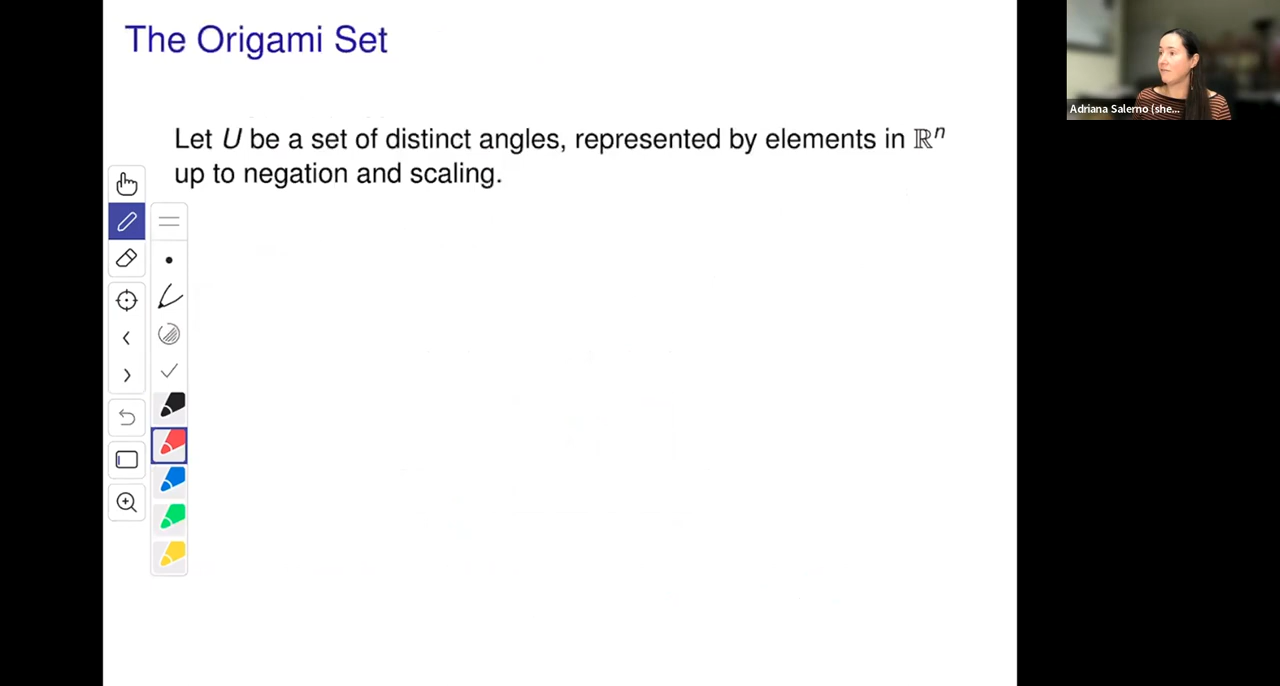 The Origami Set
Let U be a set of distinct angles, represented by elements in ℝⁿ
up to negation and scaling.
Adriana Salerno (she...